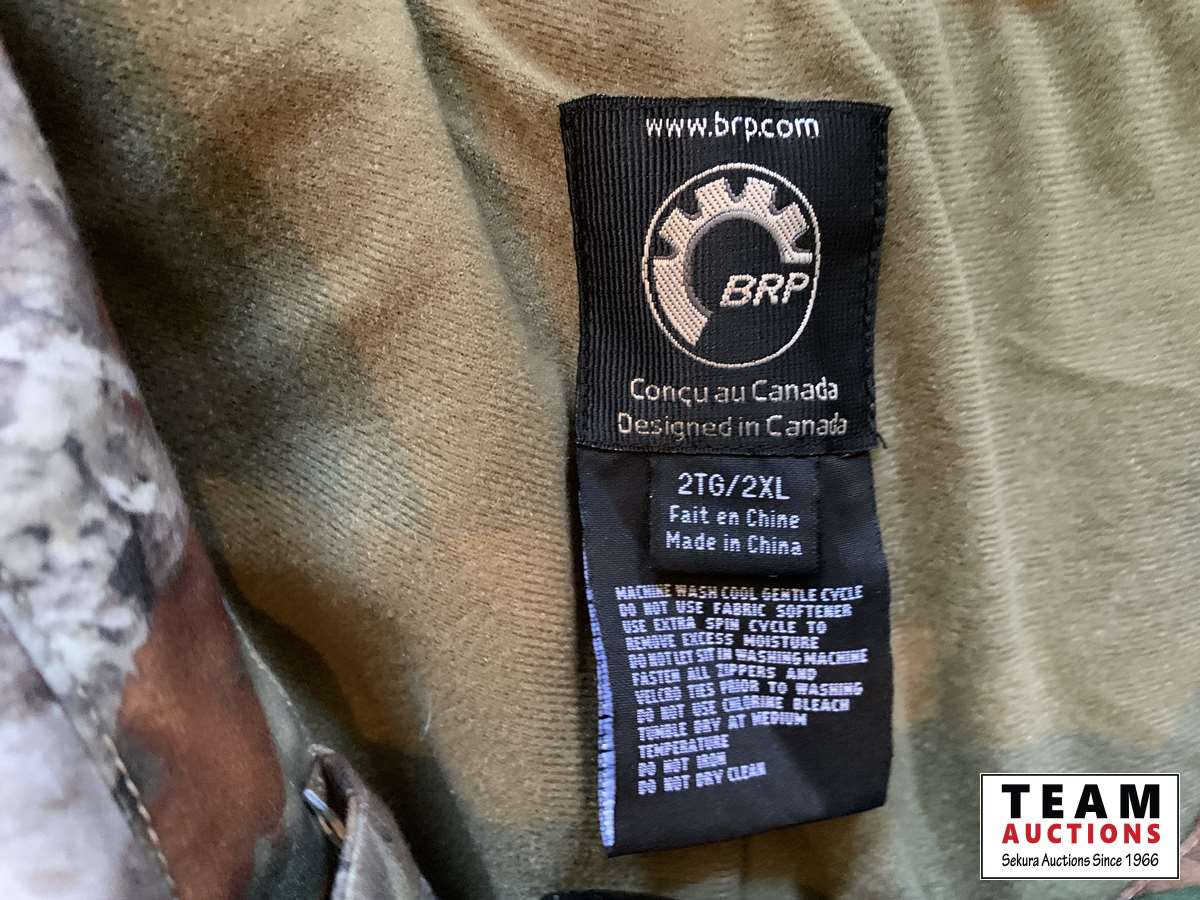 www.brp.com
BRP
Conçu au Canada
Designed in Canada
2TG/2XL
Fait en Chine
Made in China
MACHINE WASH COOL GENTLE CYCLE
DO NOT USE FABRIC SOFTENER
USE EXTRA SPIN CYCLE TO
REMOVE EXCESS MOISTURE
DO NOT LET SIT IN WASHING MACHINE
FASTEN ALL ZIPPERS AND
VELCRO TIES PRIOR TO WASHING
DO NOT USE CHLORINE BLEACH
TUMBLE DRY AT MEDIUM
TEMPERATURE
DO NOT IRON
DO NOT DRY CLEAN
TEAM
AUCTIONS
Sekura Auctions Since 1966